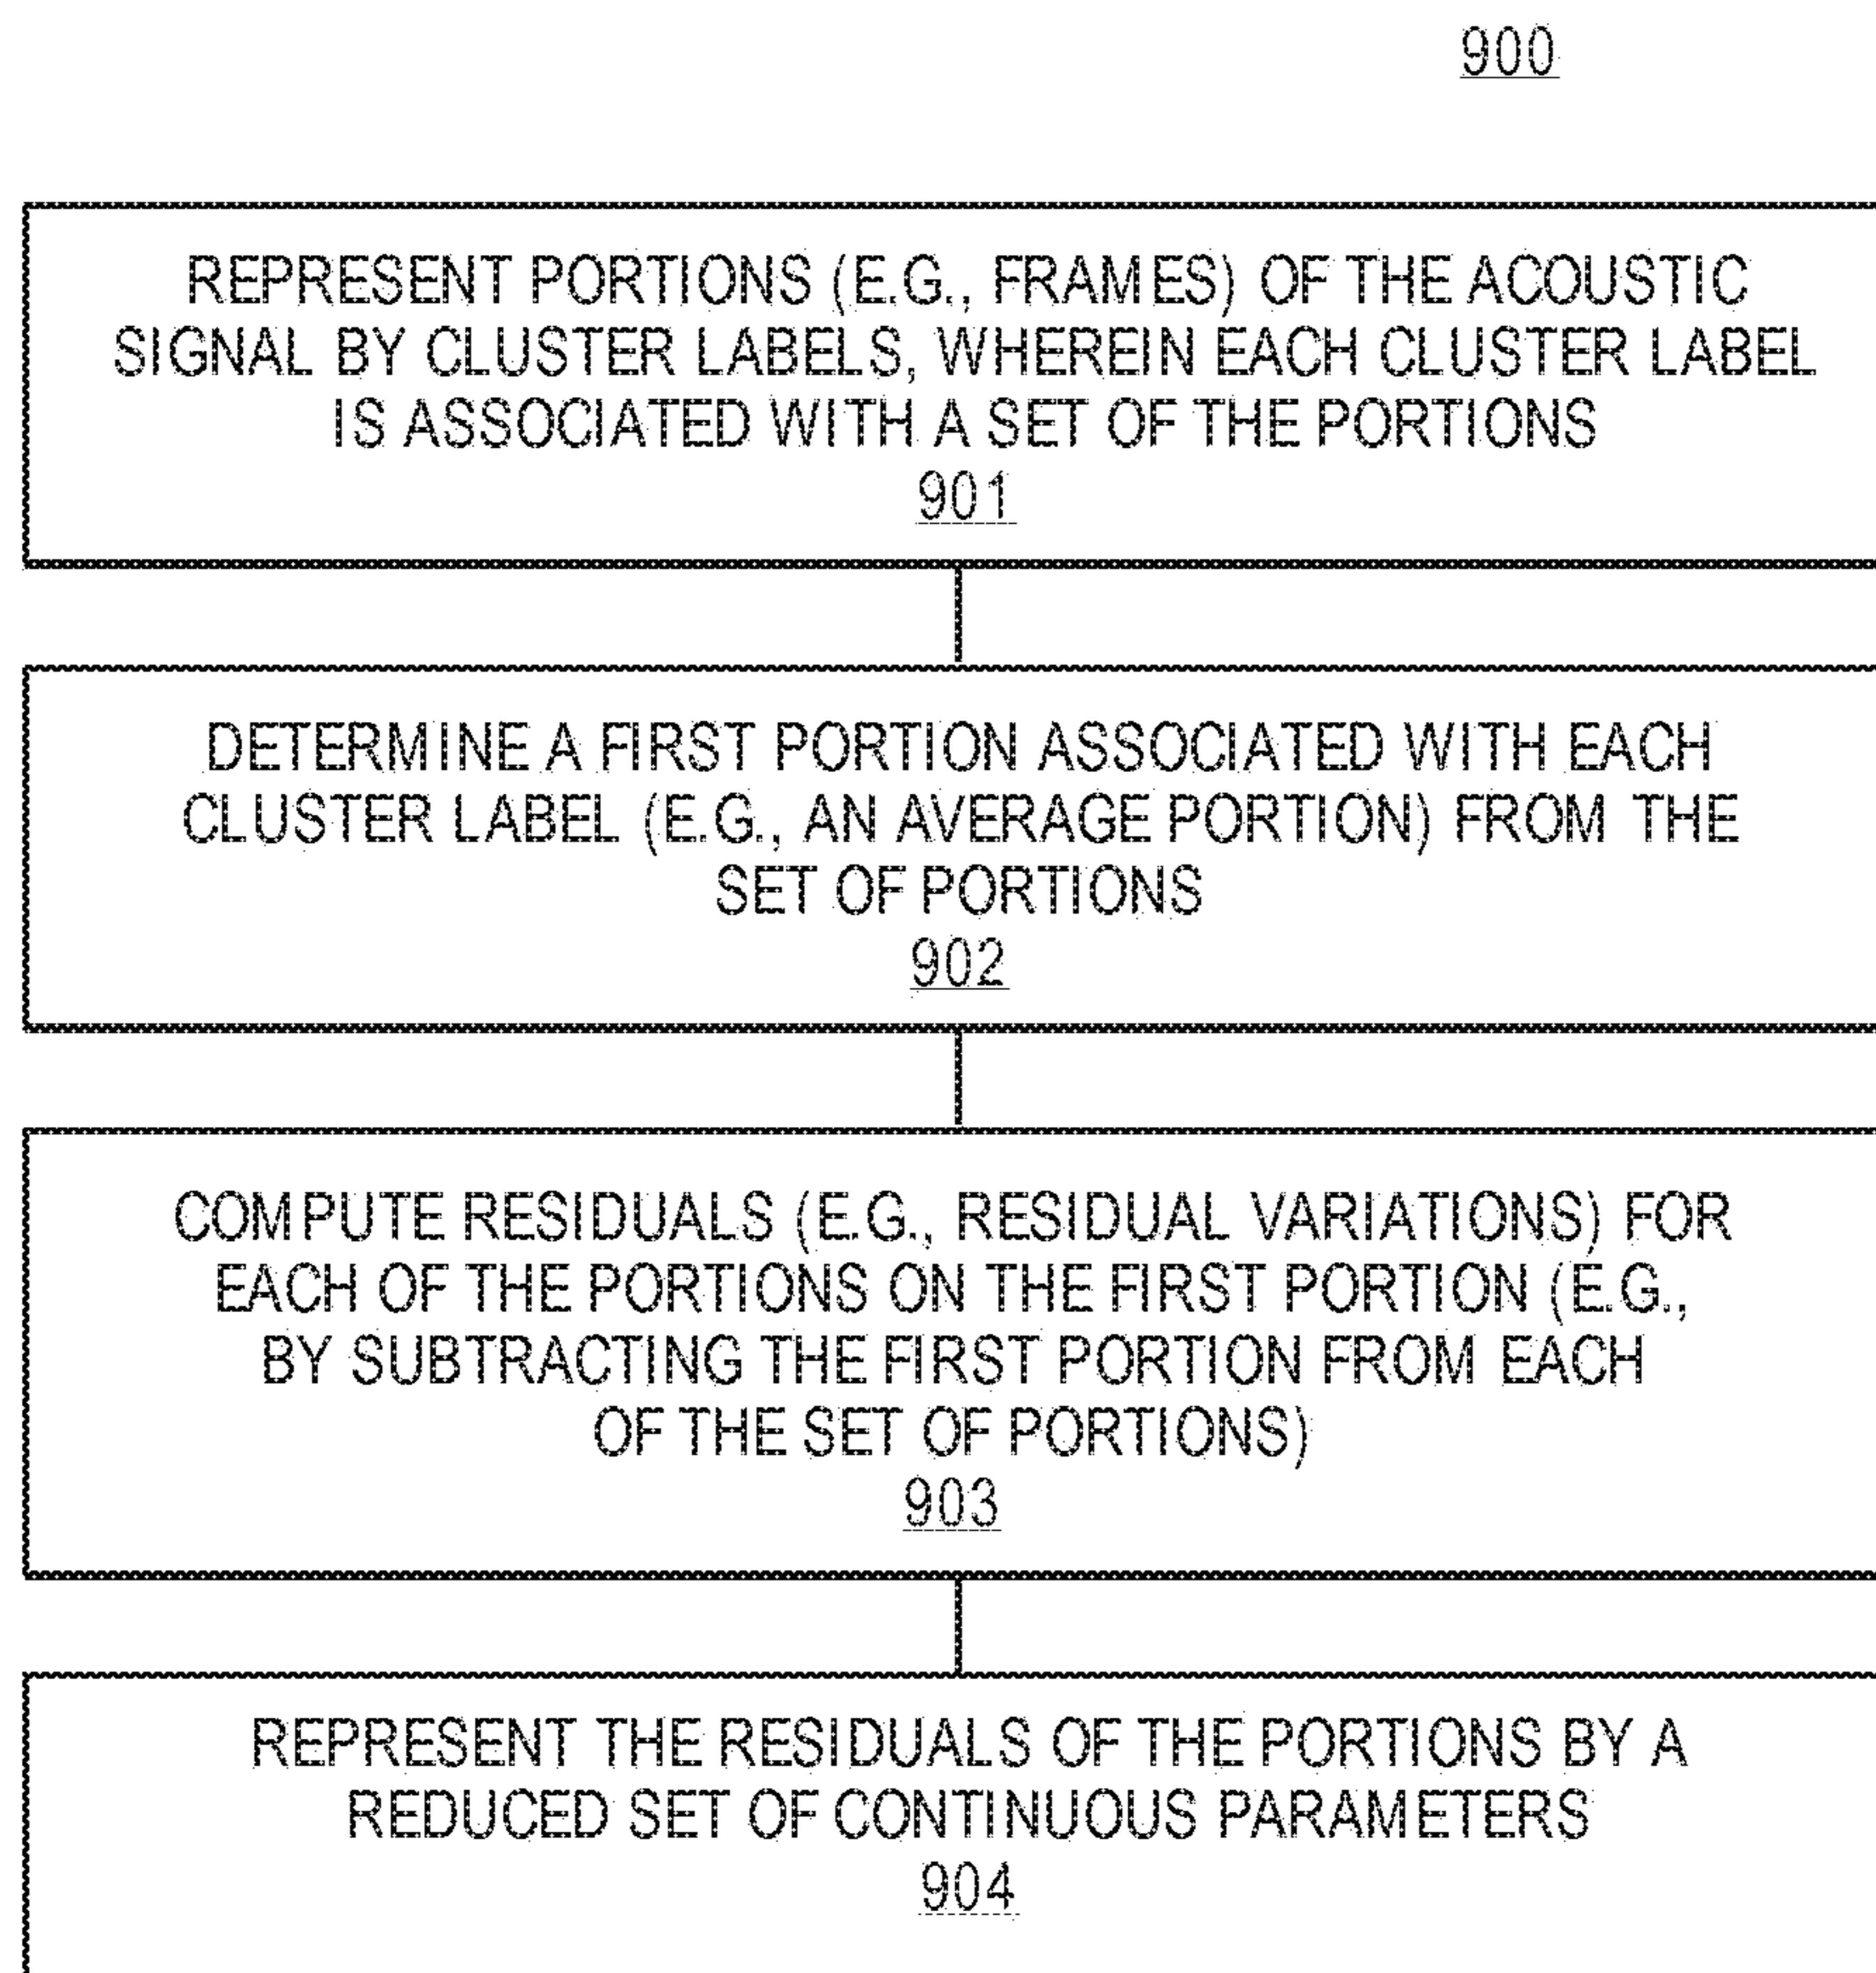 900
REPRESENT PORTIONS (E.G., FRAMES) OF THE ACOUSTIC
SIGNAL BY CLUSTER LABELS, WHEREIN EACH CLUSTER LABEL
IS ASSOCIATED WITH A SET OF THE PORTIONS
901
DETERMINE A FIRST PORTION ASSOCIATED WITH EACH
CLUSTER LABEL (E.G., AN AVERAGE PORTION) FROM THE
SET OF PORTIONS
902
COMPUTE RESIDUALS (E.G., RESIDUAL VARIATIONS) FOR
EACH OF THE PORTIONS ON THE FIRST PORTION (E.G.,
BY SUBTRACTING THE FIRST PORTION FROM EACH
OF THE SET OF PORTIONS)
903
REPRESENT THE RESIDUALS OF THE PORTIONS BY A
REDUCED SET OF CONTINUOUS PARAMETERS
904